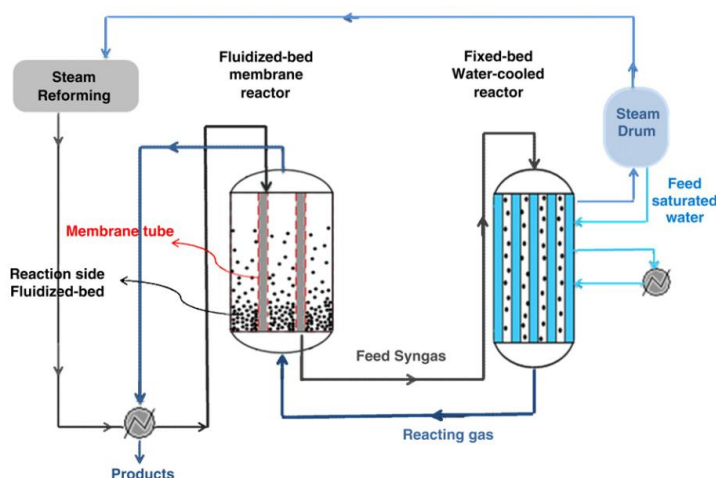 Fluidized-bed
membrane
reactor
Fixed-bed
Water-cooled
reactor
Steam
Reforming
Steam
Drum
Feed
saturated
water
Membrane tube
Reaction side
Fluidized-bed
Feed Syngas
Reacting gas
Products